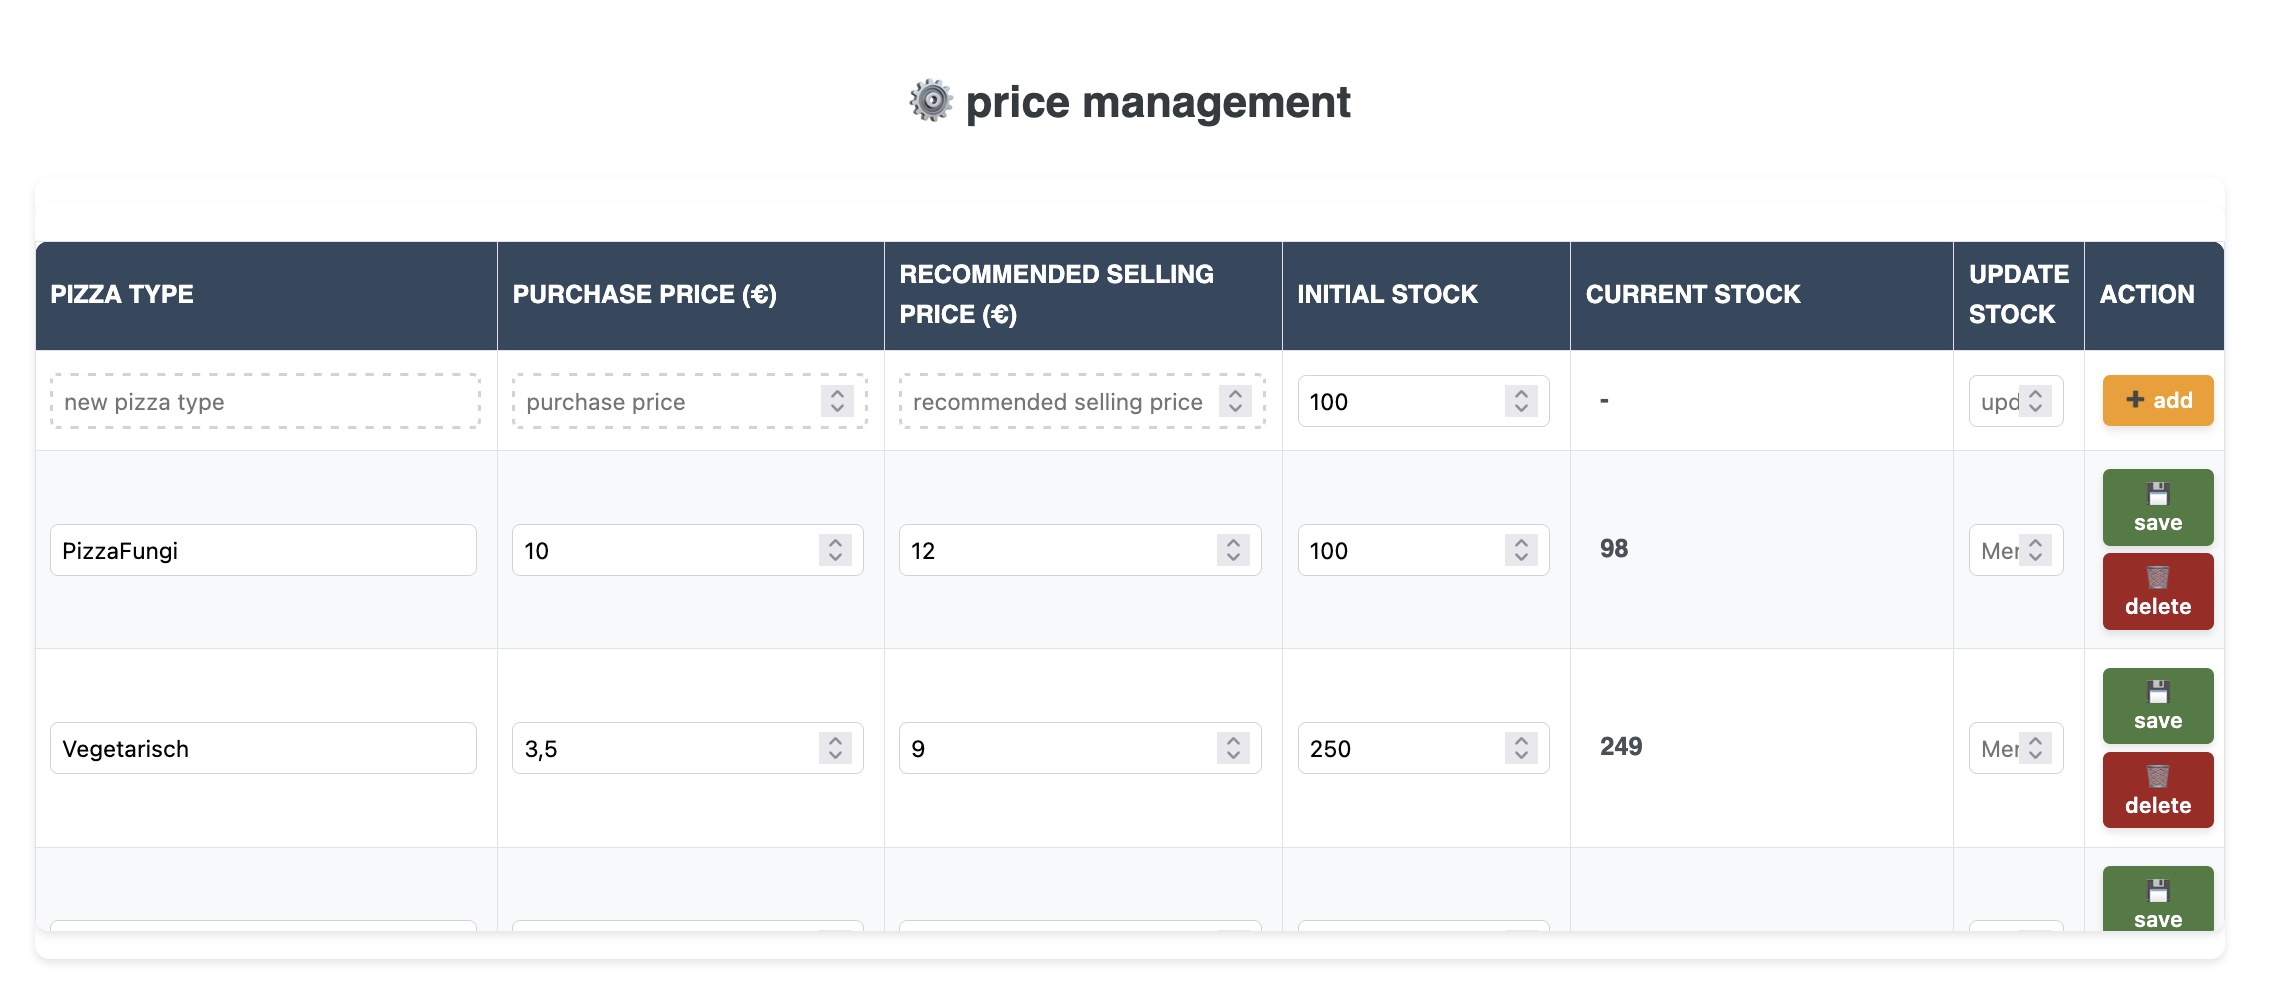 price management
PIZZA TYPE
PURCHASE PRICE (€)
RECOMMENDED SELLING
PRICE (€)
INITIAL STOCK
CURRENT STOCK
UPDATE
STOCK
ACTION
new pizza type
purchase price
recommended selling price
100
-
upd
+ add
PizzaFungi
10
12
100
98
Mer
save
delete
Vegetarisch
3,5
9
250
249
Mer
save
delete
save